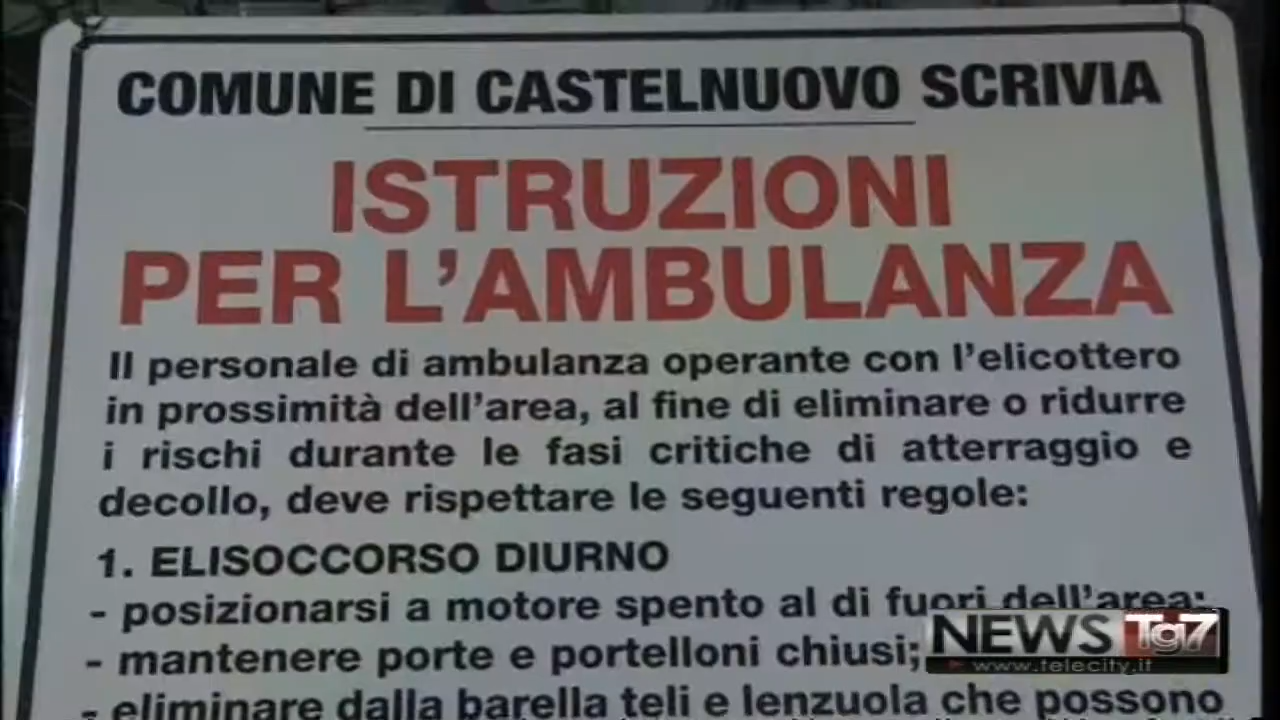 COMUNE DI CASTELNUOVO SCRIVIA
ISTRUZIONI
PER L'AMBULANZA
Il personale di ambulanza operante con l'elicottero
in prossimità dell'area, al fine di eliminare o ridurre
i rischi durante le fasi critiche di atterraggio e
decollo, deve rispettare le seguenti regole:
1. ELISOCCORSO DIURNO
- posizionarsi a motore spento al di fuori dell'area;
- mantenere porte e portelloni chiusi;
- eliminare dalla barella teli e lenzuola che possono
NEWS Tg7
www.telecity.it